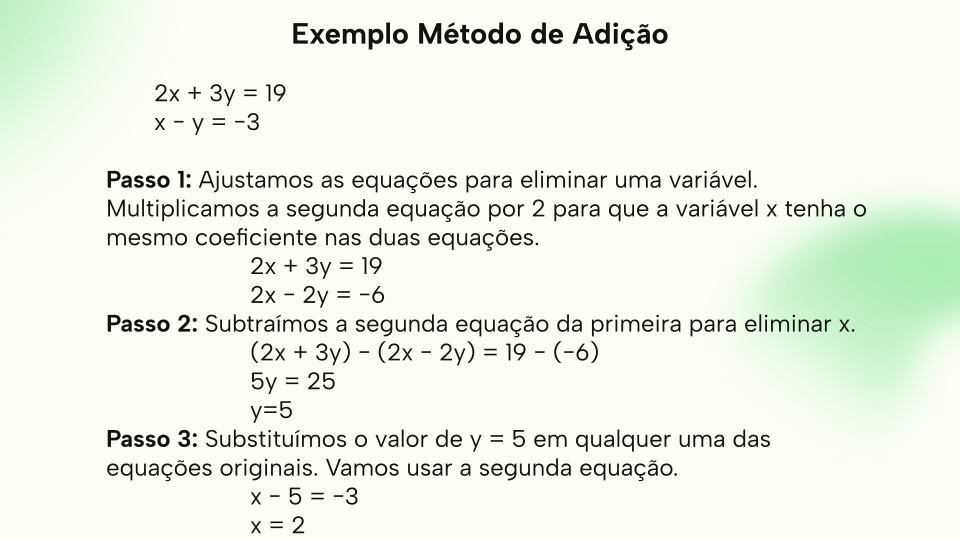 Exemplo Método de Adição
2x + 3y = 19
x - y = -3
Passo 1: Ajustamos as equações para eliminar uma variável.
Multiplicamos a segunda equação por 2 para que a variável x tenha o
mesmo coeficiente nas duas equações.
2x + 3y = 19
2x - 2y = -6
Passo 2: Subtraímos a segunda equação da primeira para eliminar x.
(2x + 3y) - (2x - 2y) = 19 - (-6)
5y = 25
y=5
Passo 3: Substituímos o valor de y = 5 em qualquer uma das
equações originais. Vamos usar a segunda equação.
x - 5 = -3
x = 2